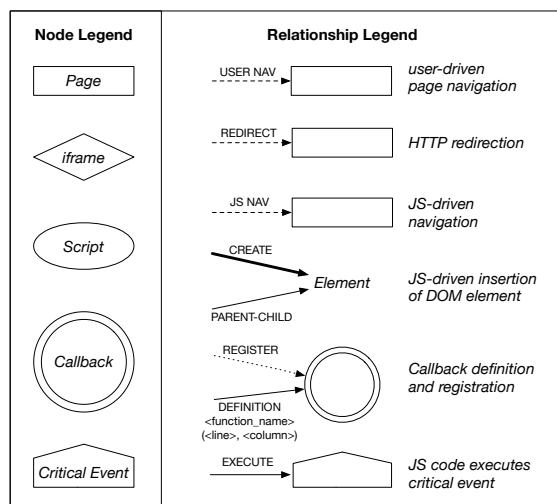 Node Legend
Page
iframe
Script
Callback
Critical Event
Relationship Legend
USER NAV
user-driven
page navigation
REDIRECT
HTTP redirection
JS NAV
JS-driven
navigation
CREATE
Element
PARENT-CHILD
JS-driven insertion
of DOM element
REGISTER
DEFINITION
<function_name>
(<line>, <column>)
Callback definition
and registration
EXECUTE
JS code executes
critical event